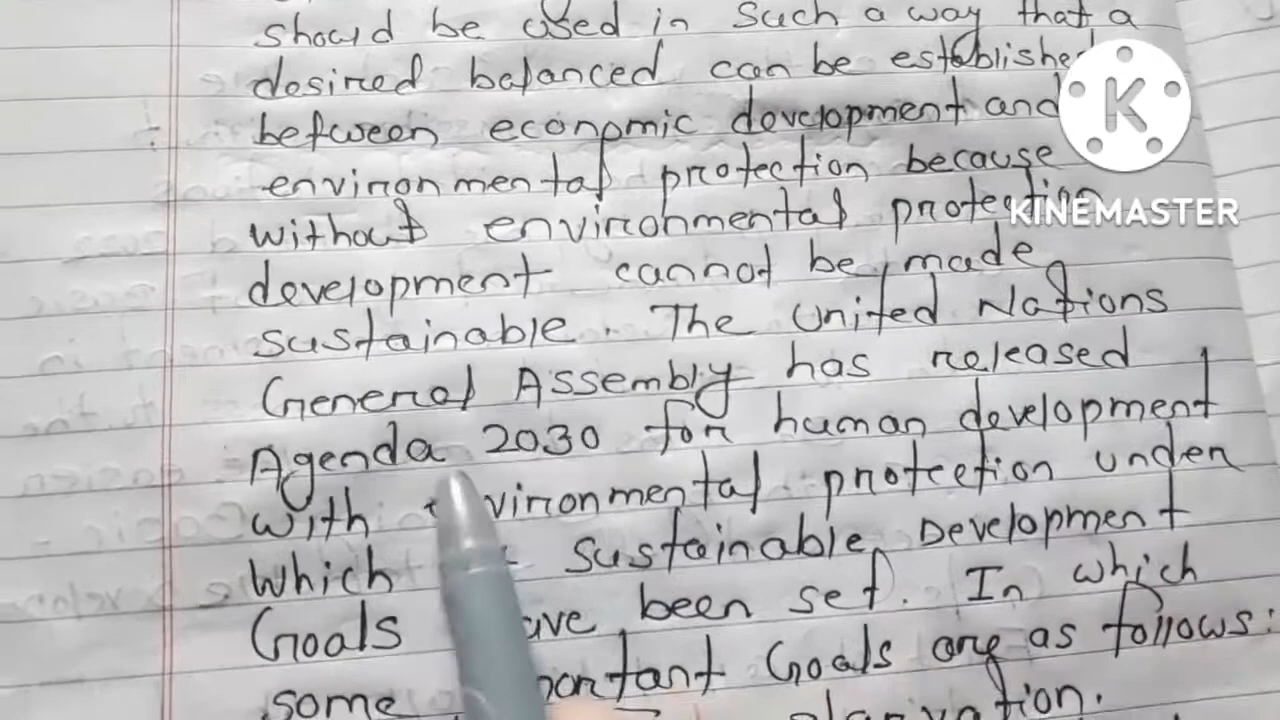 should be used in such a way that a
desired balanced can be established
between economic development and
environmental protection because
without environmental protection
development cannot be made
sustainable. The United Nations
General Assembly has released
Agenda 2030 for human development
with environmental protection under
which sustainable Development
Goals have been set. In which
some important Goals are as follows:
K
KINEMASTER